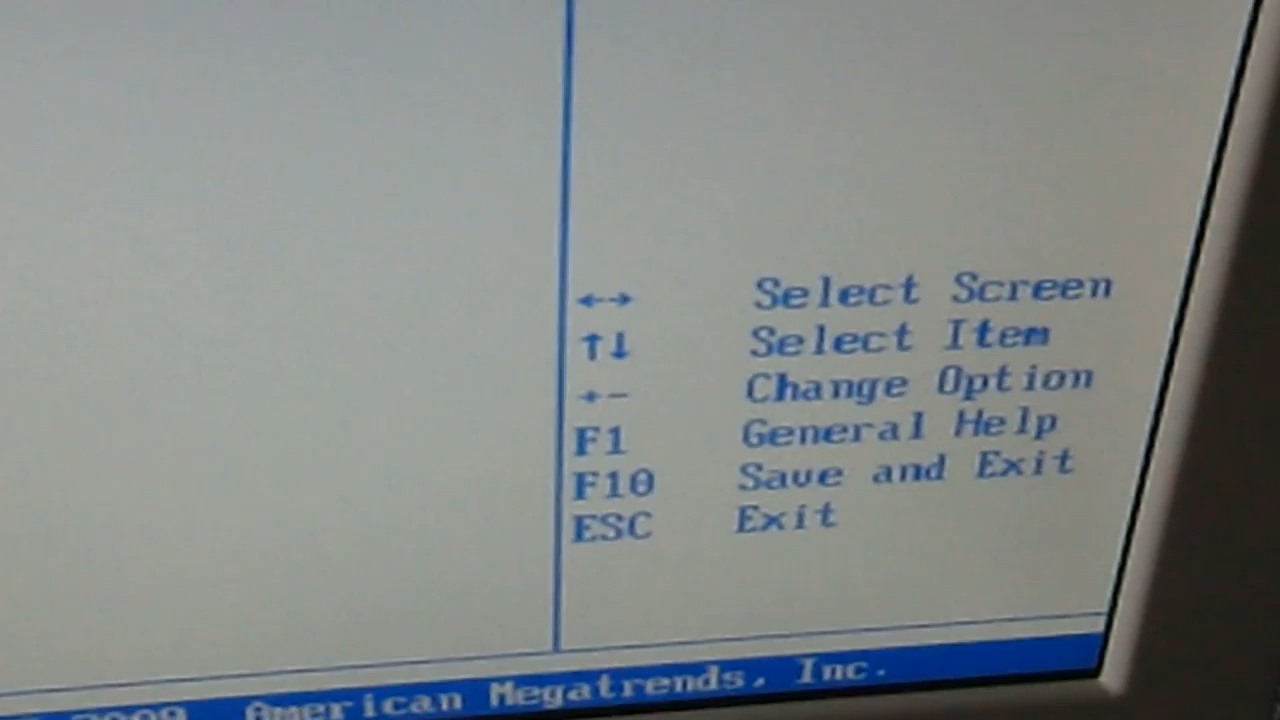 ←→ Select Screen
↑↓ Select Item
+- Change Option
F1 General Help
F10 Save and Exit
ESC Exit
American Megatrends, Inc.